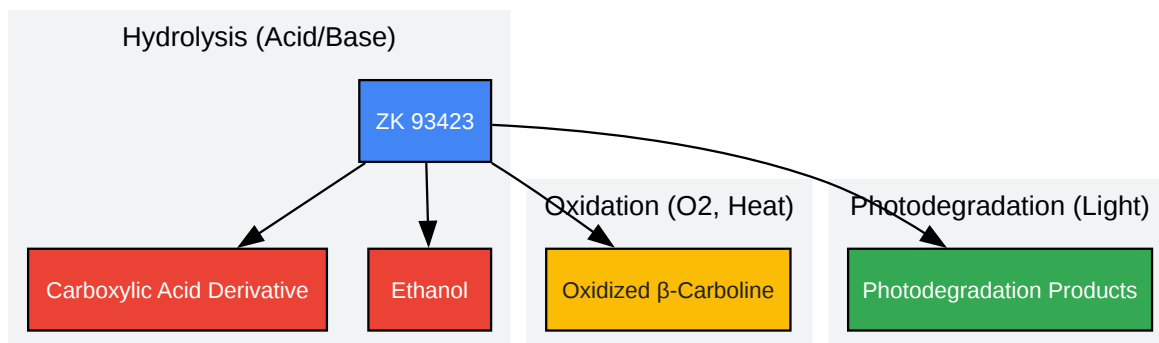 Hydrolysis (Acid/Base)
ZK 93423
Oxidation (O2, Heat)
Photodegradation (Light)
Carboxylic Acid Derivative
Ethanol
Oxidized β-Carboline
Photodegradation Products